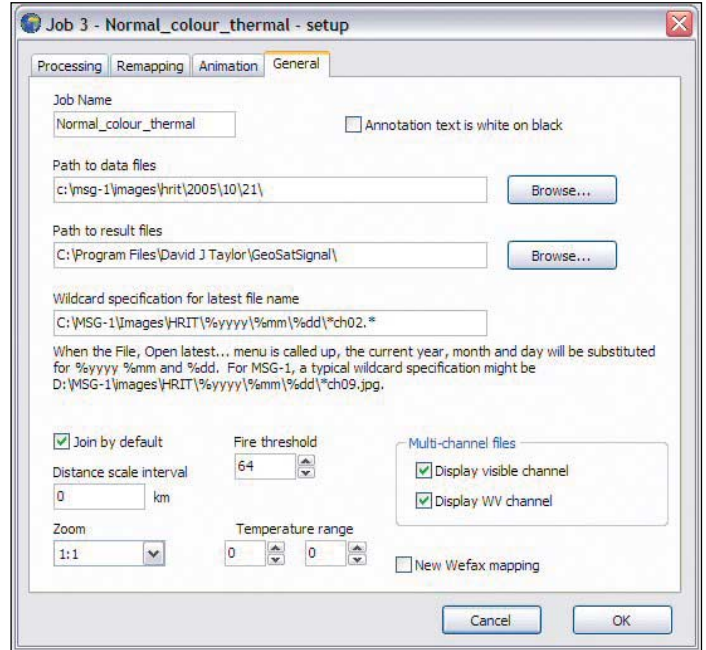 Job 3 - Normal_colour_thermal - setup
Processing Remapping Animation General
Job Name
Normal_colour_thermal
Annotation text is white on black
Path to data files
c:\msg-1\images\hrit\2005\10\21\
Browse...
Path to result files
C:\Program Files\David J Taylor\GeoSatSignal\
Browse...
Wildcard specification for latest file name
C:\MSG-1\Images\HRIT\%yyyy\%mm\%dd\*ch02.*
When the File, Open latest... menu is called up, the current year, month and day will be substituted
for %yyyy %mm and %dd. For MSG-1, a typical wildcard specification might be
D:\MSG-1\images\HRIT\%yyyy\%mm\%dd\*ch09.jpg.
Join by default
Fire threshold
64
Distance scale interval
0 km
Multi-channel files
Display visible channel
Display WV channel
Zoom
1:1
Temperature range
0 0
New Wefax mapping
Cancel OK